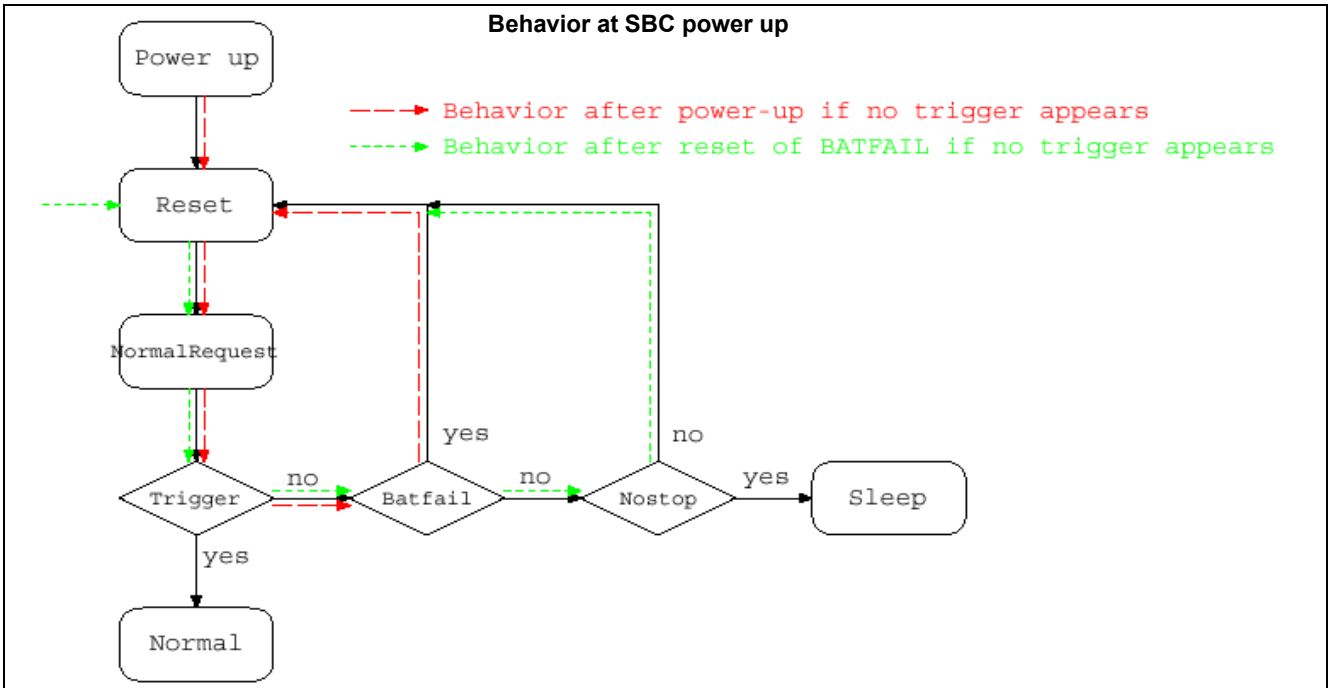 Behavior at SBC power up
Power up
Behavior after power-up if no trigger appears
Behavior after reset of BATFAIL if no trigger appears
Reset
NormalRequest
yes
no
Trigger
no
Batfail
no
Nostop
yes
Sleep
yes
Normal